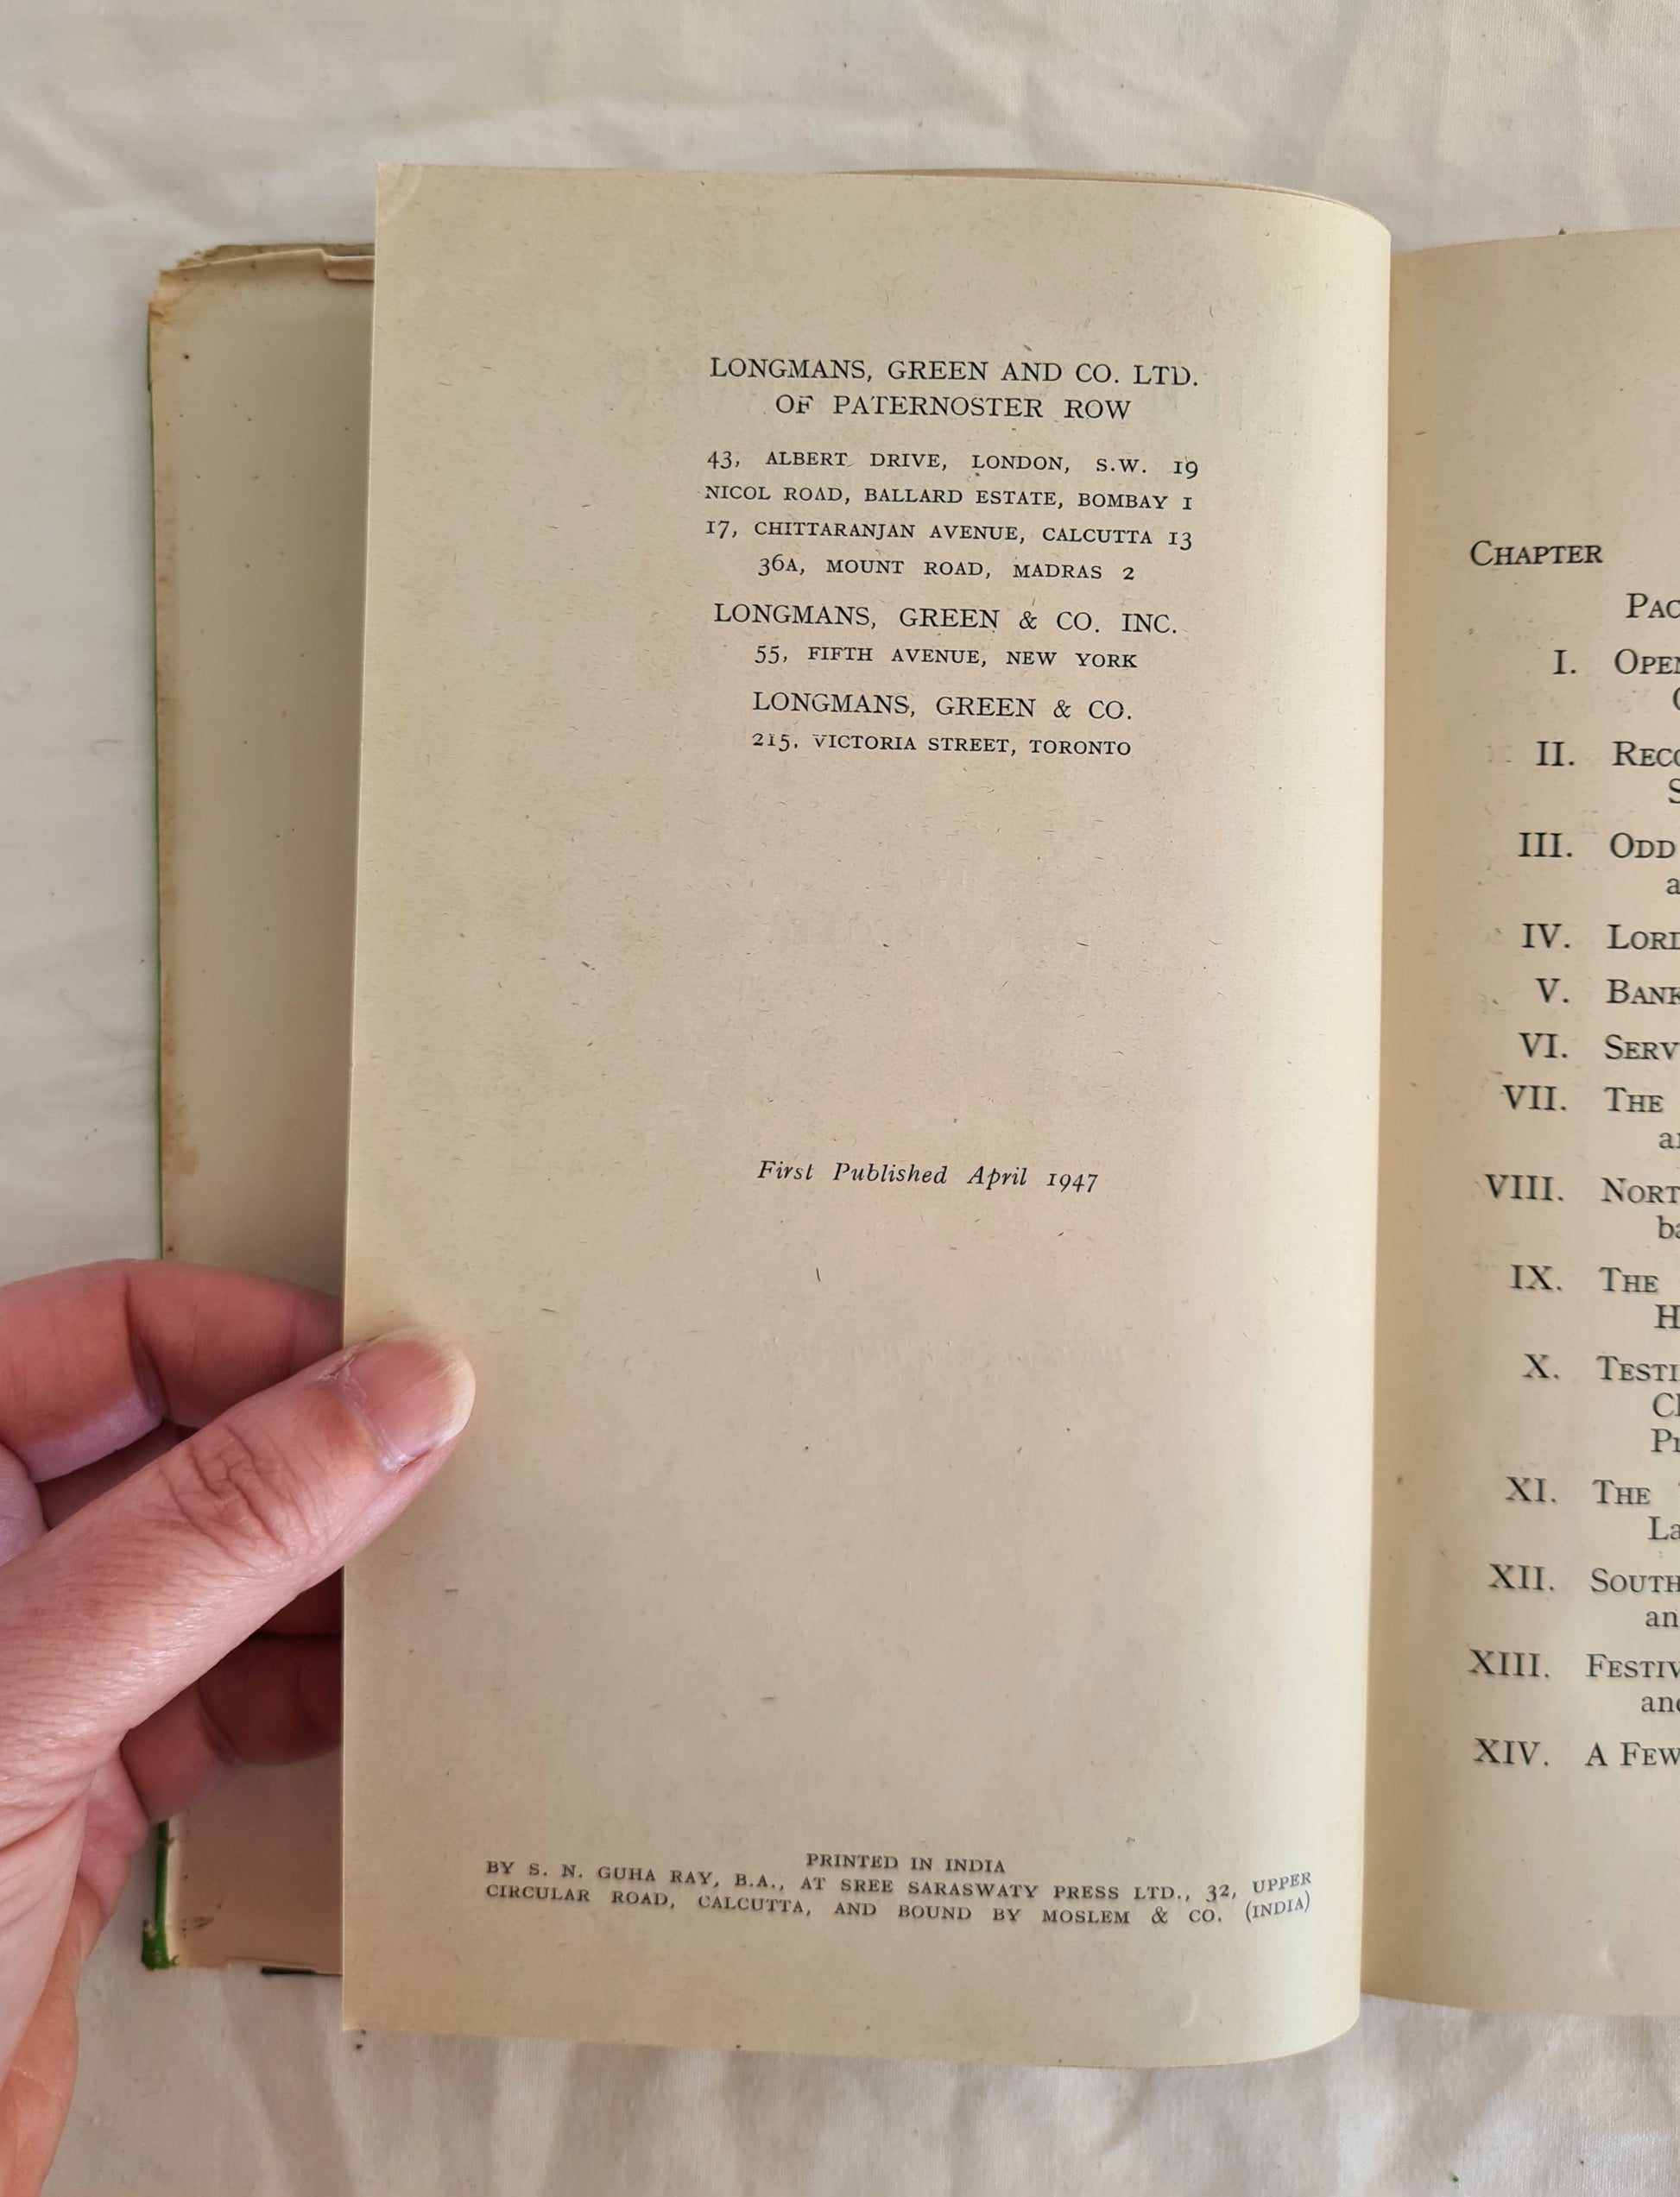 LONGMANS, GREEN AND CO. LTD.
OF PATERNOSTER ROW
43, ALBERT DRIVE, LONDON, S.W. 19
NICOL ROAD, BALLARD ESTATE, BOMBAY 1
17, CHITTARANJAN AVENUE, CALCUTTA 13
36A, MOUNT ROAD, MADRAS 2
LONGMANS, GREEN & CO. INC.
55, FIFTH AVENUE, NEW YORK
LONGMANS, GREEN & CO.
215, VICTORIA STREET, TORONTO
First Published April 1947
PRINTED IN INDIA
BY S. N. GUHA RAY, B.A., AT SREE SARASWATY PRESS LTD., 32, UPPER
CIRCULAR ROAD, CALCUTTA, AND BOUND BY MOSLEM & CO. (INDIA)
CHAPTER
I.
II.
III. ODD
IV.
V.
VI.
VII. THE
VIII.
IX. THE
X.
XI. THE
XII.
XIII.
XIV. A FEW